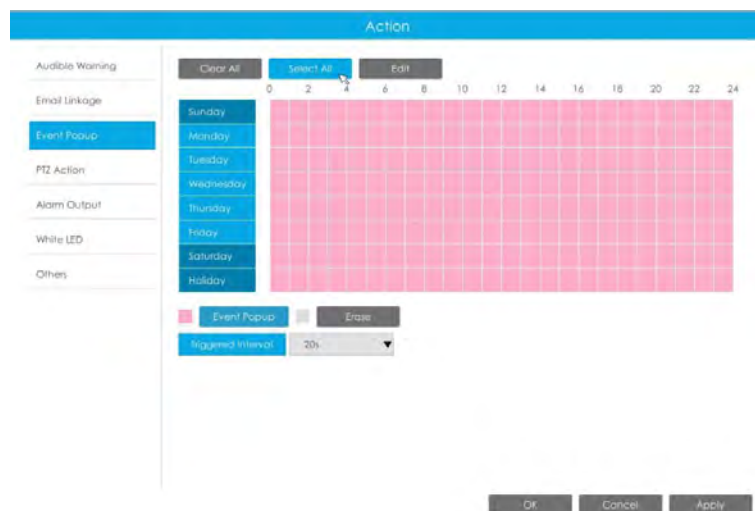 Action
Audible Warning
Email Linkage
Event Popup
PTZ Action
Alarm Output
White LED
Others
Clear All Select All Edit
0 2 4 6 8 10 12 14 16 18 20 22 24
Sunday
Monday
Tuesday
Wednesday
Thursday
Friday
Saturday
Holiday
Event Popup Erase
Triggered Interval 20s
OK Cancel Apply